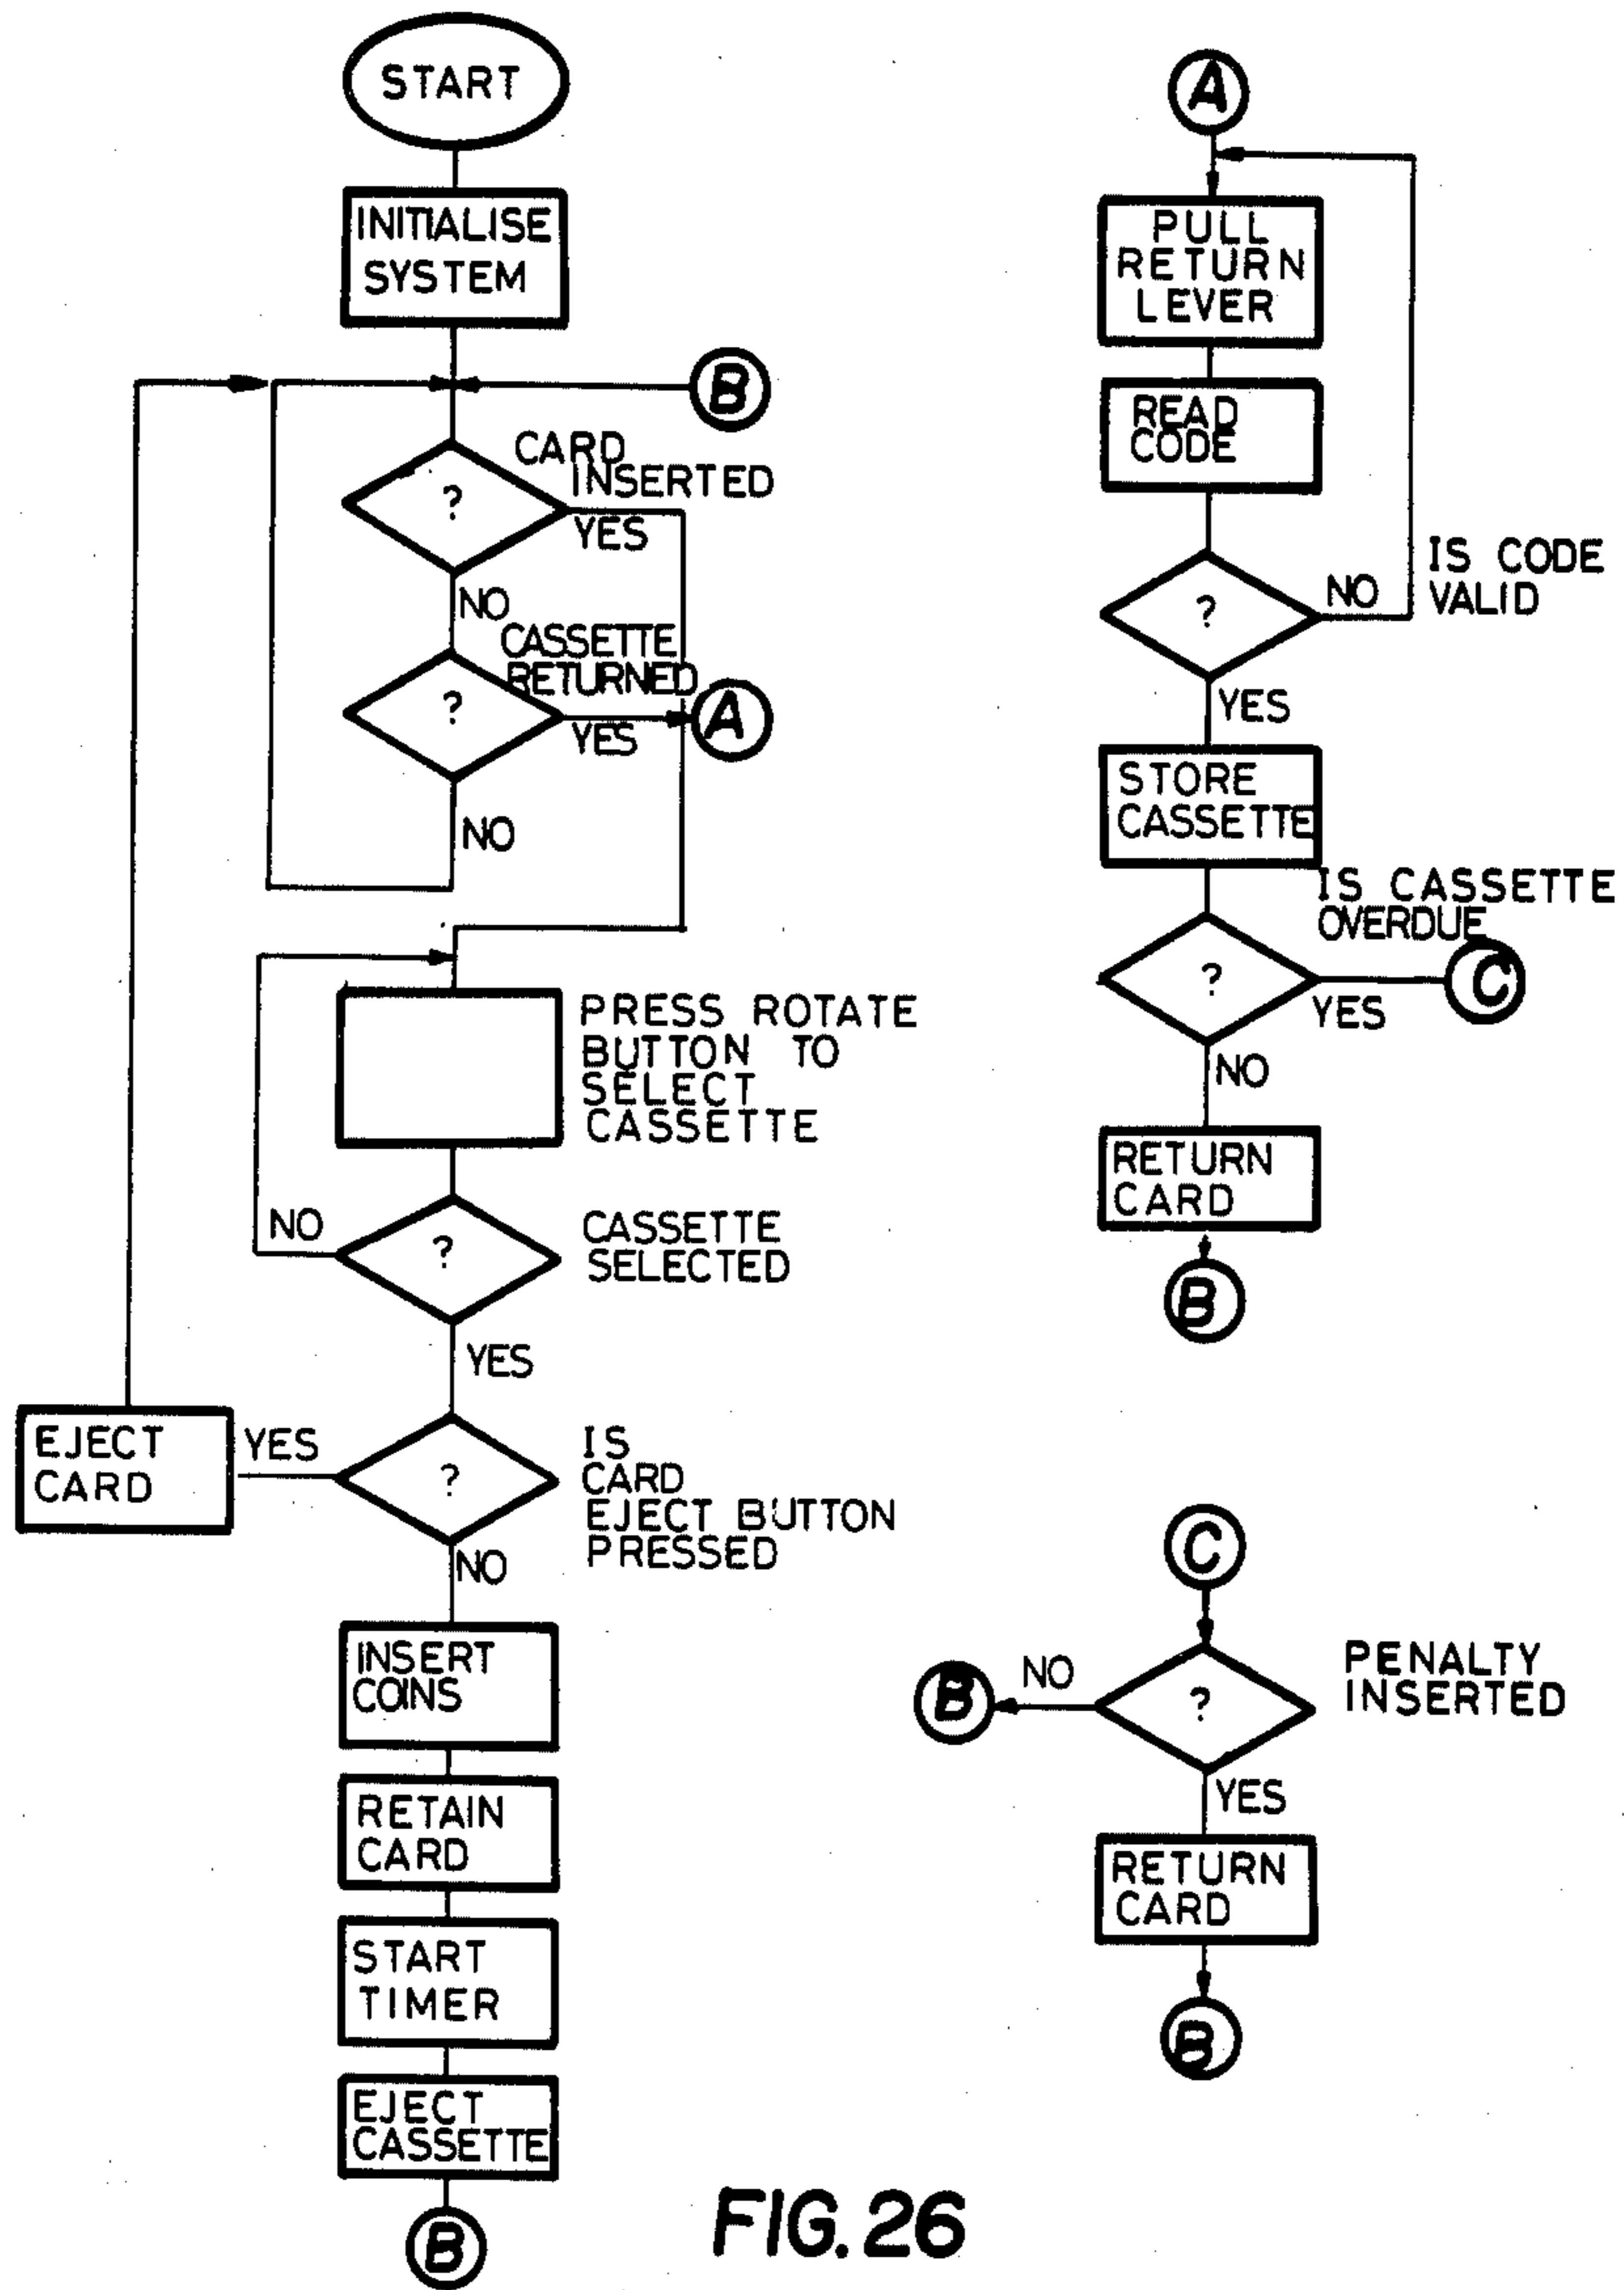 START
INITIALISE
SYSTEM
B
CARD
INSERTED
?
YES
NO
CASSETTE
RETURNED
?
YES
A
NO
PRESS ROTATE
BUTTON TO
SELECT
CASSETTE
NO
?
CASSETTE
SELECTED
YES
EJECT
CARD
YES
?
IS
CARD
EJECT BUTTON
PRESSED
NO
INSERT
COINS
RETAIN
CARD
START
TIMER
EJECT
CASSETTE
B
A
PULL
RETURN
LEVER
READ
CODE
?
NO
IS CODE
VALID
YES
STORE
CASSETTE
IS CASSETTE
OVERDUE
?
YES
C
NO
RETURN
CARD
B
C
B
NO
?
PENALTY
INSERTED
YES
RETURN
CARD
B
FIG. 26